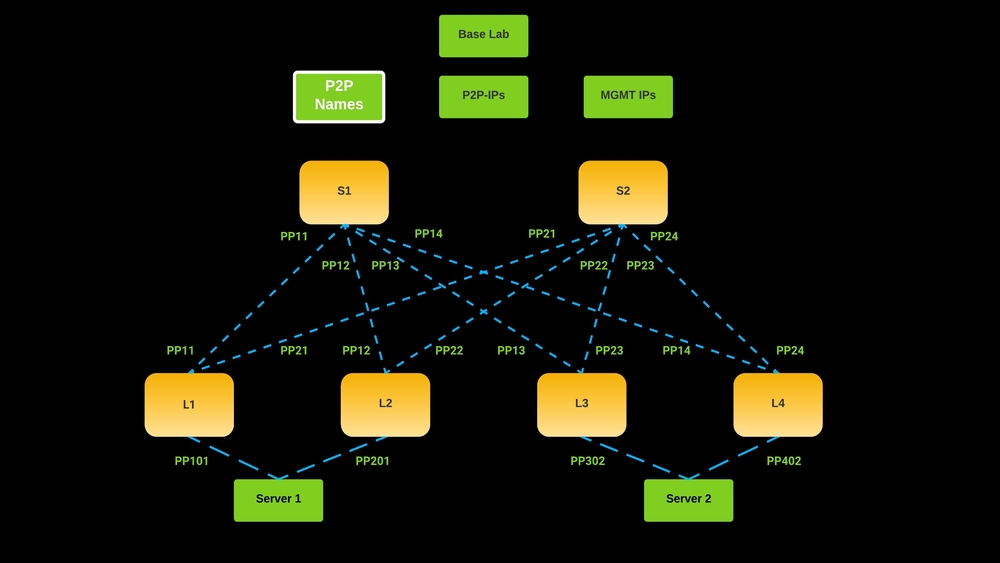 Base Lab
P2P
Names
P2P-IPs
MGMT IPs
S1
S2
PP11
PP14
PP21
PP24
PP12
PP13
PP22
PP23
PP11
PP21
PP12
PP22
PP13
PP23
PP14
PP24
L1
L2
L3
L4
PP101
PP201
PP302
PP402
Server 1
Server 2